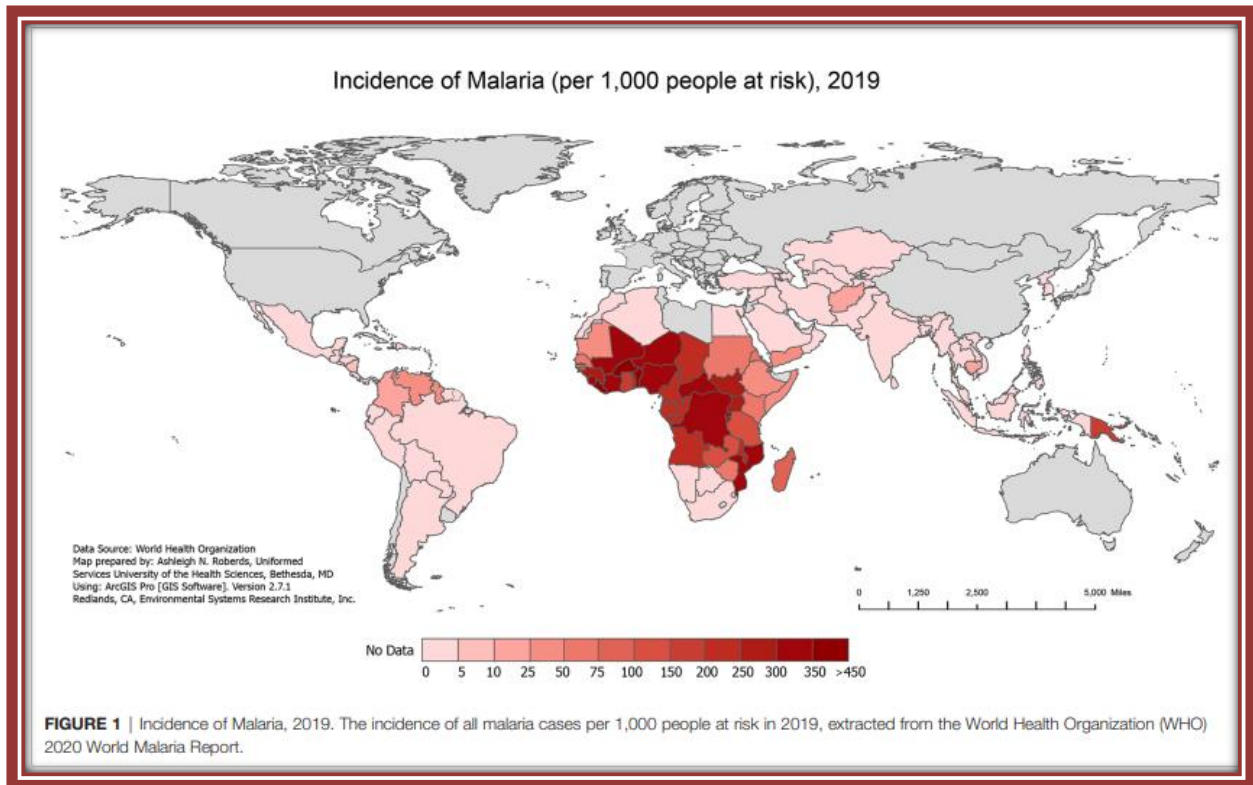 Incidence of Malaria (per 1,000 people at risk), 2019
Data Source: World Health Organization
Map prepared by: Ashleigh N. Roberds, Uniformed
Services University of the Health Sciences, Bethesda, MD
Using: ArcGIS Pro [GIS Software]. Version 2.7.1
Redlands, CA, Environmental Systems Research Institute, Inc.
0 1,250 2,500 5,000 Miles
No Data
0 5 10 25 50 75 100 150 200 250 300 350 >450
FIGURE 1 | Incidence of Malaria, 2019. The incidence of all malaria cases per 1,000 people at risk in 2019, extracted from the World Health Organization (WHO)
2020 World Malaria Report.